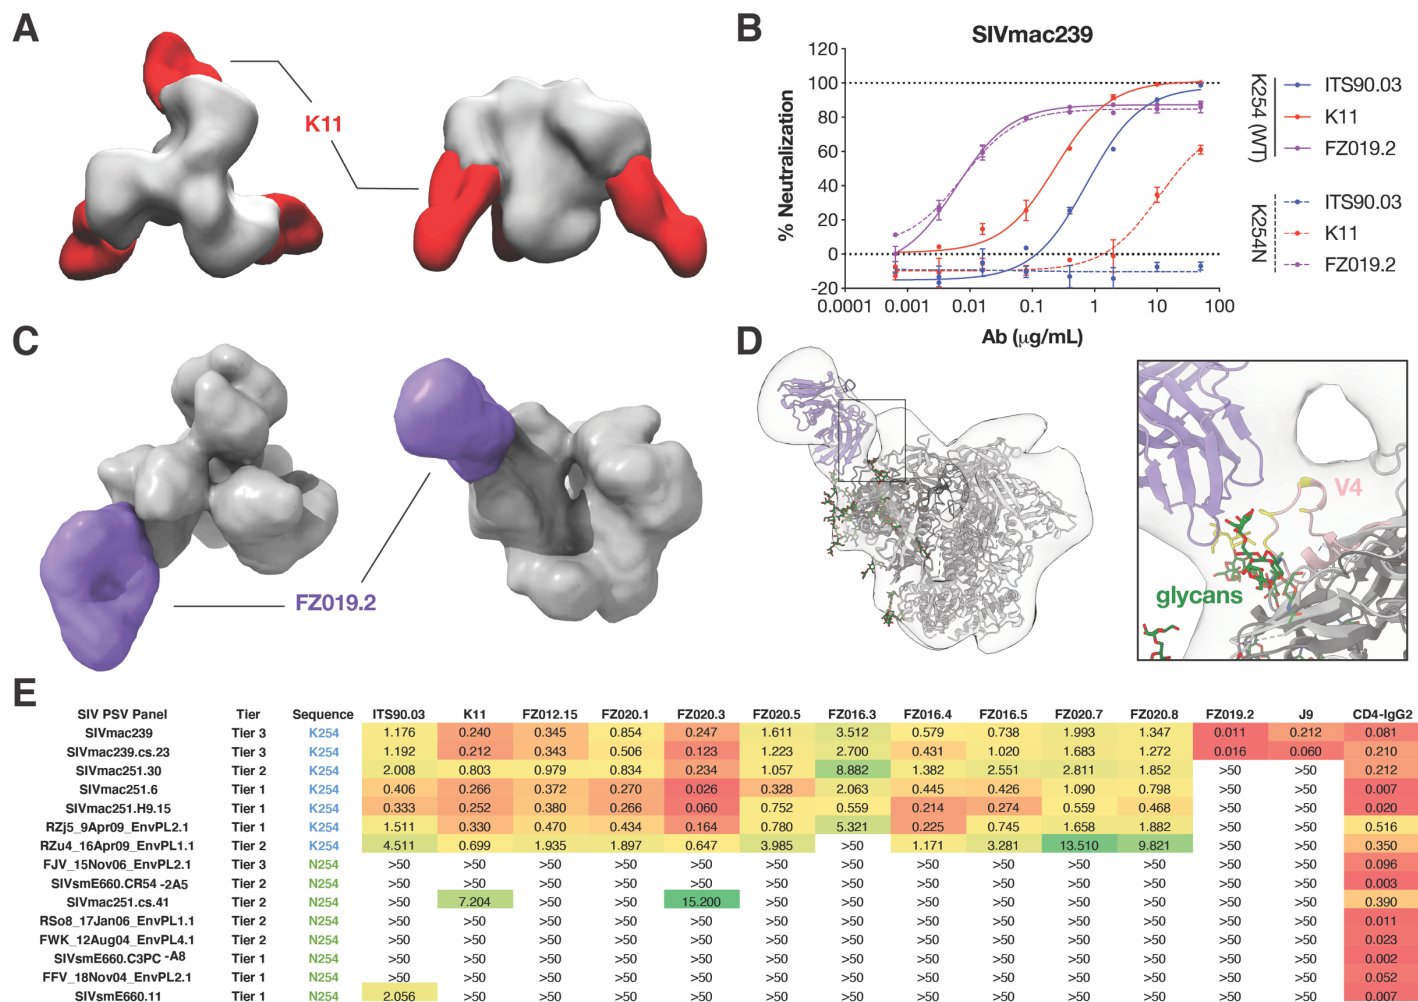 A
K11
B
SIVmac239
% Neutralization
120
100
80
60
40
20
0
-20
0.0001
0.001
0.01
0.1
1
10
100
Ab (µg/mL)
K254 (WT)
ITS90.03
K11
FZ019.2
K254N
ITS90.03
K11
FZ019.2
C
FZ019.2
D
V4
glycans
E
SIV PSV Panel Tier Sequence ITS90.03 K11 FZ012.15 FZ020.1 FZ020.3 FZ020.5 FZ016.3 FZ016.4 FZ016.5 FZ020.7 FZ020.8 FZ019.2 J9 CD4-IgG2
SIVmac239 Tier 3 K254 1.176 0.240 0.345 0.854 0.247 1.611 3.512 0.579 0.738 1.993 1.347 0.011 0.212 0.081
SIVmac239.cs.23 Tier 3 K254 1.192 0.212 0.343 0.506 0.123 1.223 2.700 0.431 1.020 1.683 1.272 0.016 0.060 0.210
SIVmac251.30 Tier 2 K254 2.008 0.803 0.979 0.834 0.234 1.057 8.882 1.382 2.551 2.811 1.852 >50 >50 0.212
SIVmac251.6 Tier 1 K254 0.406 0.266 0.372 0.270 0.026 0.328 2.063 0.445 0.426 1.090 0.798 >50 >50 0.007
SIVmac251.H9.15 Tier 1 K254 0.333 0.252 0.380 0.266 0.060 0.752 0.559 0.214 0.274 0.559 0.468 >50 >50 0.020
RZj5_9Apr09_EnvPL2.1 Tier 1 K254 1.511 0.330 0.470 0.434 0.164 0.780 5.321 0.225 0.745 1.658 1.882 >50 >50 0.516
RZu4_16Apr09_EnvPL1.1 Tier 2 K254 4.511 0.699 1.935 1.897 0.647 3.985 >50 1.171 3.281 13.510 9.821 >50 >50 0.350
FJV_15Nov06_EnvPL2.1 Tier 3 N254 >50 >50 >50 >50 >50 >50 >50 >50 >50 >50 >50 >50 >50 0.096
SIVsmE660.CR54 -2A5 Tier 2 N254 >50 >50 >50 >50 >50 >50 >50 >50 >50 >50 >50 >50 >50 0.003
SIVmac251.cs.41 Tier 2 N254 >50 7.204 >50 >50 15.200 >50 >50 >50 >50 >50 >50 >50 >50 0.390
RSo8_17Jan06_EnvPL1.1 Tier 2 N254 >50 >50 >50 >50 >50 >50 >50 >50 >50 >50 >50 >50 >50 0.011
FWK_12Aug04_EnvPL4.1 Tier 2 N254 >50 >50 >50 >50 >50 >50 >50 >50 >50 >50 >50 >50 >50 0.023
SIVsmE660.C3PC -A8 Tier 1 N254 >50 >50 >50 >50 >50 >50 >50 >50 >50 >50 >50 >50 >50 0.002
FFV_18Nov04_EnvPL2.1 Tier 1 N254 >50 >50 >50 >50 >50 >50 >50 >50 >50 >50 >50 >50 >50 0.052
SIVsmE660.11 Tier 1 N254 2.056 >50 >50 >50 >50 >50 >50 >50 >50 >50 >50 >50 >50 0.007